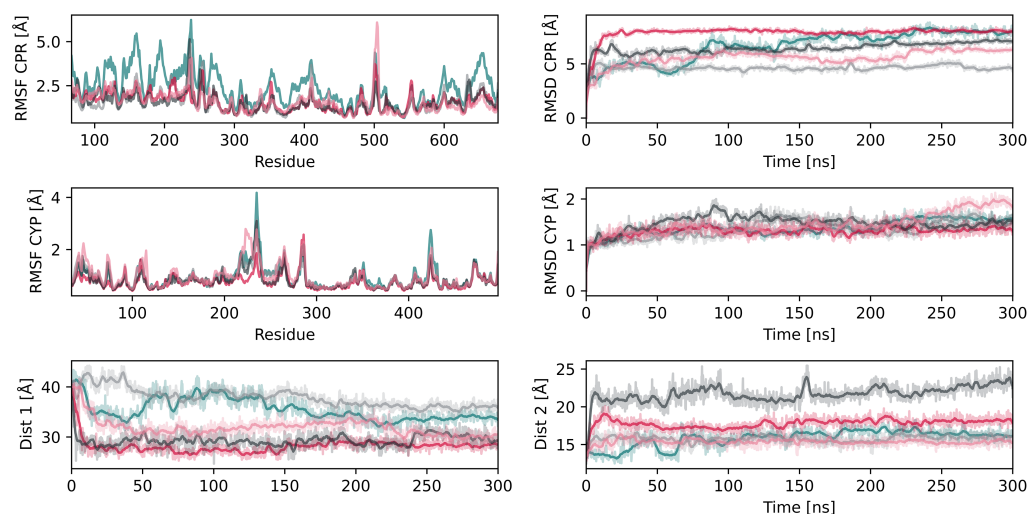 RMSF CPR [Å]
5.0
2.5
100 200 300 400 500 600
Residue
RMSD CPR [Å]
5
0
0 50 100 150 200 250 300
Time [ns]
RMSF CYP [Å]
4
2
100 200 300 400
Residue
RMSD CYP [Å]
2
1
0
0 50 100 150 200 250 300
Time [ns]
Dist 1 [Å]
40
30
0 50 100 150 200 250 300
Dist 2 [Å]
25
20
15
0 50 100 150 200 250 300
Time [ns]